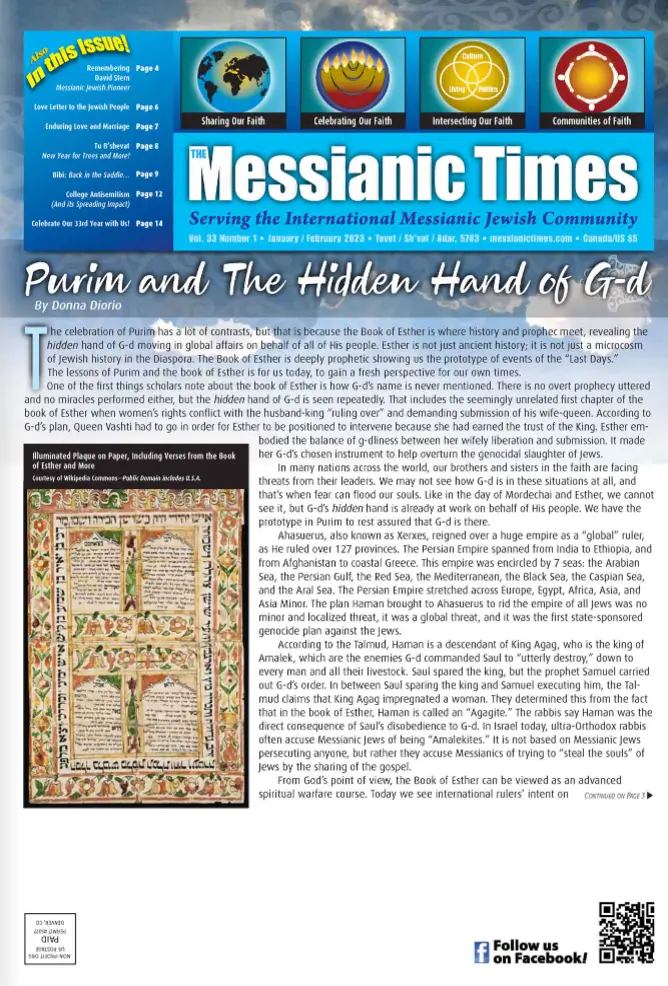 Also
In this Issue!
Remembering David Stern Page 4
Messianic Jewish Pioneer
Love Letter to the Jewish People Page 6
Enduring Love and Marriage Page 7
Tu B'shevat Page 8
New Year for Trees and More!
Bibi: Back in the Saddle... Page 9
College Antisemitism Page 12
(And its Spreading Impact)
Celebrate Our 33rd Year with Us! Page 14
Sharing Our Faith
Celebrating Our Faith
Culture
Living
Politics
Intersecting Our Faith
Communities of Faith
THE
Messianic Times
Serving the International Messianic Jewish Community
Vol. 33 Number 1 • January / February 2023 • Tevet / Sh'vat / Adar, 5783 • messianictimes.com • Canada/US $5
Purim and The Hidden Hand of G-d
By Donna Diorio
The celebration of Purim has a lot of contrasts, but that is because the Book of Esther is where history and prophec meet, revealing the
hidden hand of G-d moving in global affairs on behalf of all of His people. Esther is not just ancient history; it is not just a microcosm
of Jewish history in the Diaspora. The Book of Esther is deeply prophetic showing us the prototype of events of the "Last Days."
The lessons of Purim and the book of Esther is for us today, to gain a fresh perspective for our own times.
One of the first things scholars note about the book of Esther is how G-d's name is never mentioned. There is no overt prophecy uttered
and no miracles performed either, but the hidden hand of G-d is seen repeatedly. That includes the seemingly unrelated first chapter of the
book of Esther when women's rights conflict with the husband-king "ruling over" and demanding submission of his wife-queen. According to
G-d's plan, Queen Vashti had to go in order for Esther to be positioned to intervene because she had earned the trust of the King. Esther em-
bodied the balance of g-dliness between her wifely liberation and submission. It made
her G-d's chosen instrument to help overturn the genocidal slaughter of Jews.
In many nations across the world, our brothers and sisters in the faith are facing
threats from their leaders. We may not see how G-d is in these situations at all, and
that's when fear can flood our souls. Like in the day of Mordechai and Esther, we cannot
see it, but G-d's hidden hand is already at work on behalf of His people. We have the
prototype in Purim to rest assured that G-d is there.
Ahasuerus, also known as Xerxes, reigned over a huge empire as a "global" ruler,
as He ruled over 127 provinces. The Persian Empire spanned from India to Ethiopia, and
from Afghanistan to coastal Greece. This empire was encircled by 7 seas: the Arabian
Sea, the Persian Gulf, the Red Sea, the Mediterranean, the Black Sea, the Caspian Sea,
and the Aral Sea. The Persian Empire stretched across Europe, Egypt, Africa, Asia, and
Asia Minor. The plan Haman brought to Ahasuerus to rid the empire of all Jews was no
minor and localized threat, it was a global threat, and it was the first state-sponsored
genocide plan against the Jews.
According to the Talmud, Haman is a descendant of King Agag, who is the king of
Amalek, which are the enemies G-d commanded Saul to "utterly destroy," down to
every man and all their livestock. Saul spared the king, but the prophet Samuel carried
out G-d's order. In between Saul sparing the king and Samuel executing him, the Tal-
mud claims that King Agag impregnated a woman. They determined this from the fact
that in the book of Esther, Haman is called an "Agagite." The rabbis say Haman was the
direct consequence of Saul's disobedience to G-d. In Israel today, ultra-Orthodox rabbis
often accuse Messianic Jews of being "Amalekites." It is not based on Messianic Jews
persecuting anyone, but rather they accuse Messianics of trying to "steal the souls" of
Jews by the sharing of the gospel.
From God's point of view, the Book of Esther can be viewed as an advanced
spiritual warfare course. Today we see international rulers' intent on
CONTINUED ON PAGE 3
Illuminated Plaque on Paper, Including Verses from the Book
of Esther and More
Courtesy of Wikipedia Commons—Public Domain includes U.S.A.
NON-PROFIT ORG
US POSTAGE
PAID
DENVER, CO
Follow us
on Facebook!